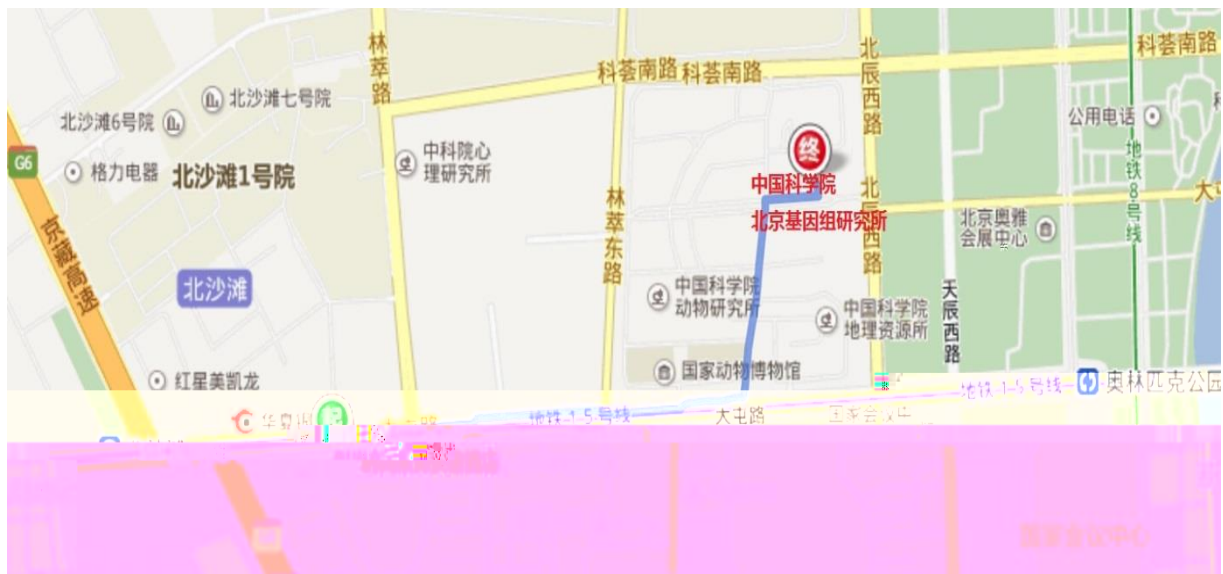 林萃路
科荟南路
科荟南路
北辰西路
科荟南路
北沙滩七号院
北沙滩6号院
公用电话
G6
格力电器
北沙滩1号院
中科院心
理研究所
终
中国科学院
北京基因组研究所
地铁8号线
林萃东路
北辰西路
北京奥雅
会展中心
京藏高速
北沙滩
中国科学院
动物研究所
中国科学院
地理资源所
天辰西路
红星美凯龙
国家动物博物馆
地铁15号线
奥林匹克公园
地铁15号线
大屯路